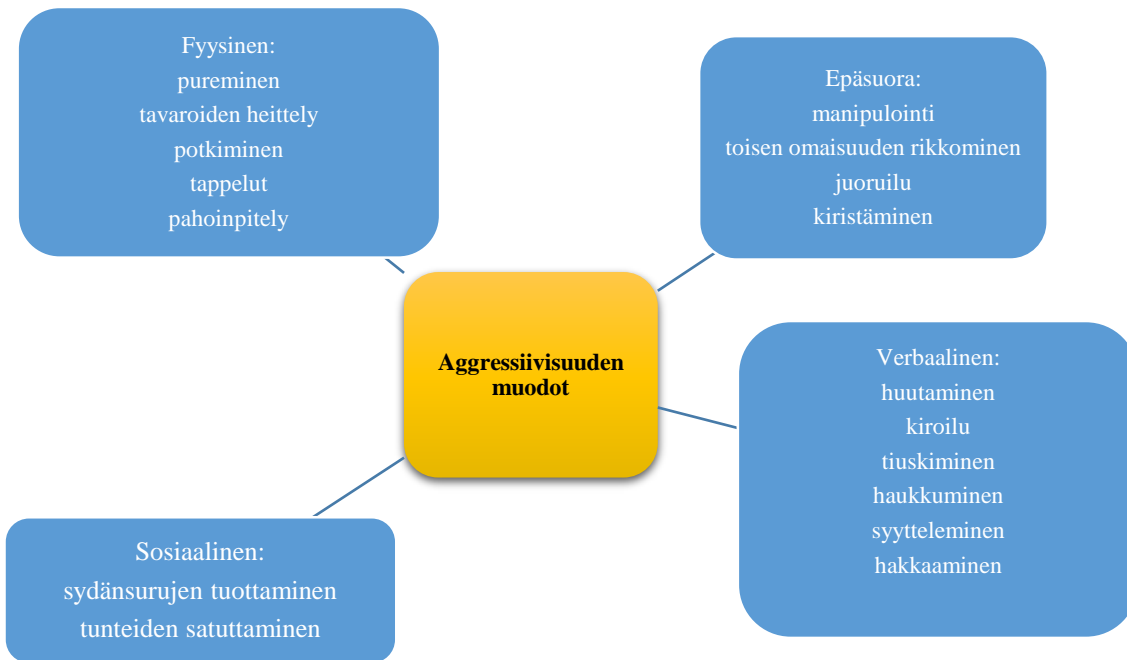 Fyysinen:
pureminen
tavaroiden heittely
potkiminen
tappelut
pahoinpitely
Epäsuora:
manipulointi
toisen omaisuuden rikkominen
juoruilu
kiristäminen
Aggressiivisuuden
muodot
Verbaalinen:
huutaminen
kiroilu
tiuskiminen
haukkuminen
syytteleminen
hakkaaminen
Sosiaalinen:
sydänsurujen tuottaminen
tunteiden satuttaminen